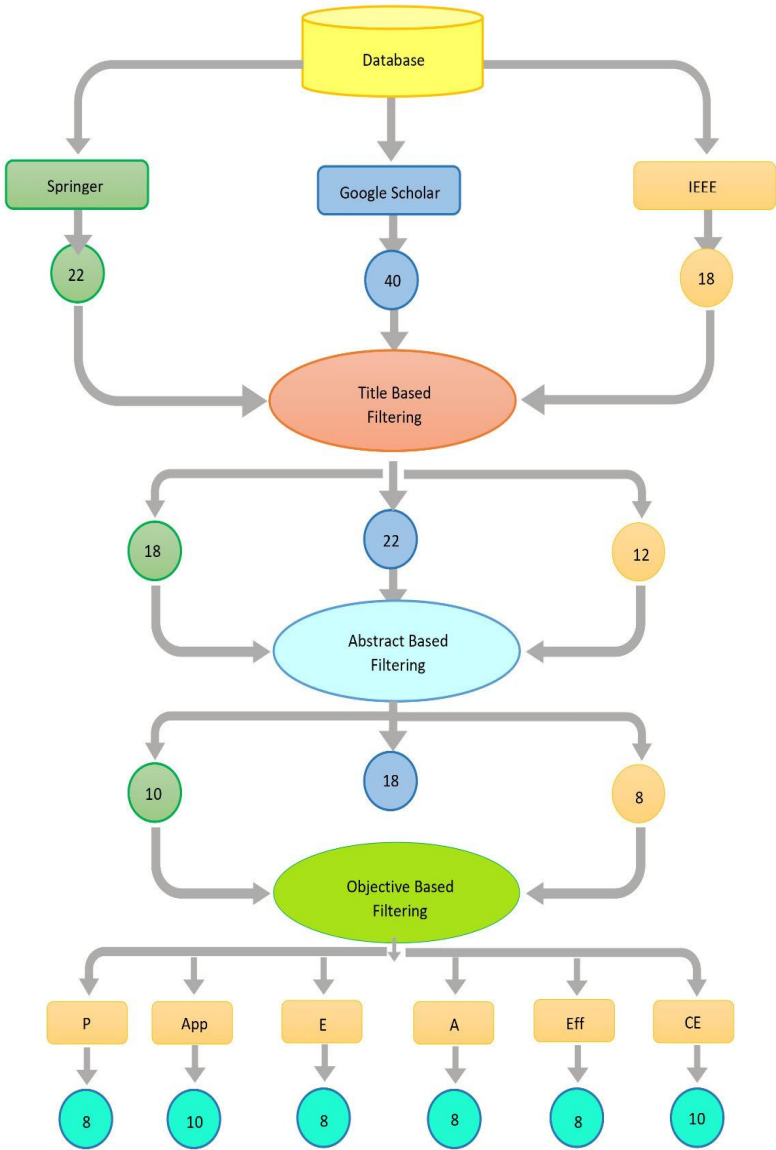 Database
Springer
Google Scholar
IEEE
22
40
18
Title Based
Filtering
18
22
12
Abstract Based
Filtering
10
18
8
Objective Based
Filtering
P
App
E
A
Eff
CE
8
10
8
8
8
10